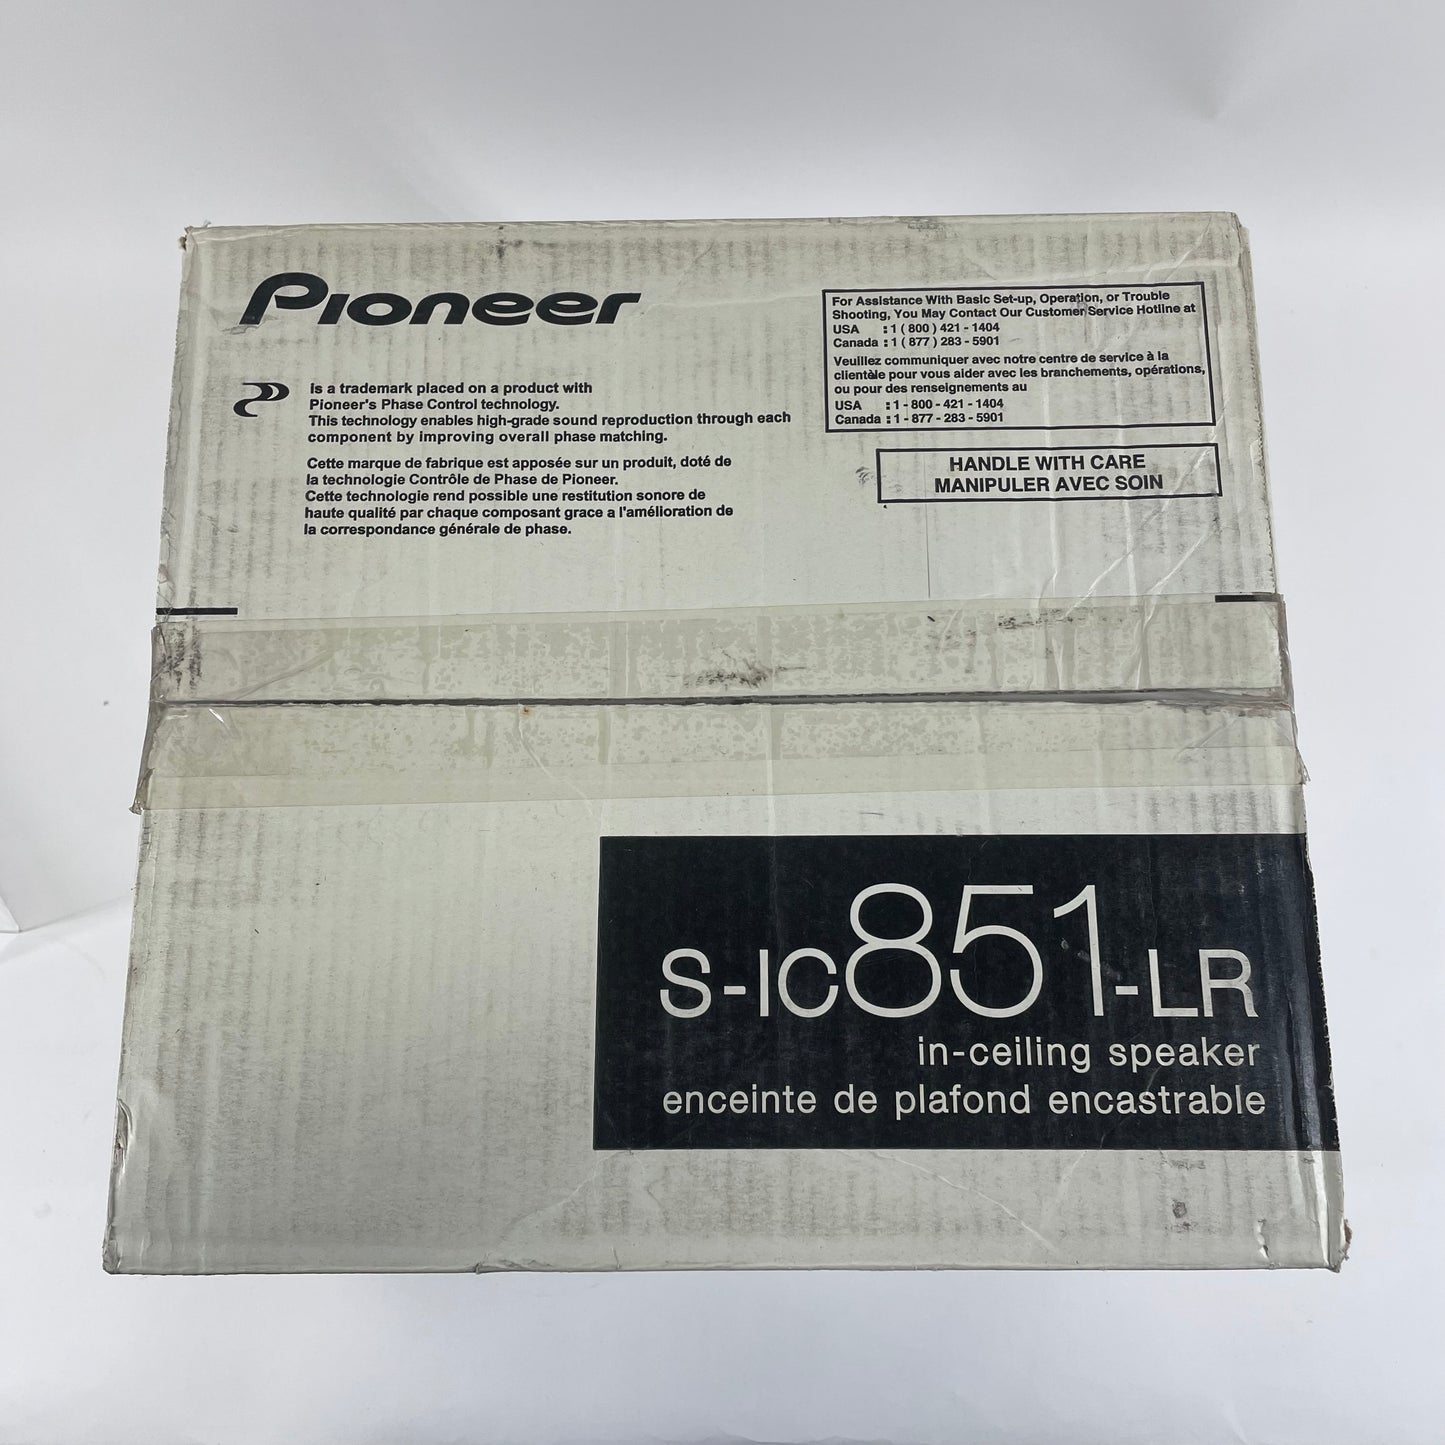 Pioneer
is a trademark placed on a product with
Pioneer's Phase Control technology.
This technology enables high-grade sound reproduction through each
component by improving overall phase matching.
Cette marque de fabrique est apposée sur un produit, doté de
la technologie Contrôle de Phase de Pioneer.
Cette technologie rend possible une restitution sonore de
haute qualité par chaque composant grace a l'amélioration de
la correspondance générale de phase.
For Assistance With Basic Set-up, Operation, or Trouble
Shooting, You May Contact Our Customer Service Hotline at
USA : 1 ( 800 ) 421 - 1404
Canada : 1 ( 877 ) 283 - 5901
Veuillez communiquer avec notre centre de service à la
clientèle pour vous aider avec les branchements, opérations,
ou pour des renseignements au
USA : 1 - 800 - 421 - 1404
Canada : 1 - 877 - 283 - 5901
HANDLE WITH CARE
MANIPULER AVEC SOIN
S-IC851-LR
in-ceiling speaker
enceinte de plafond encastrable